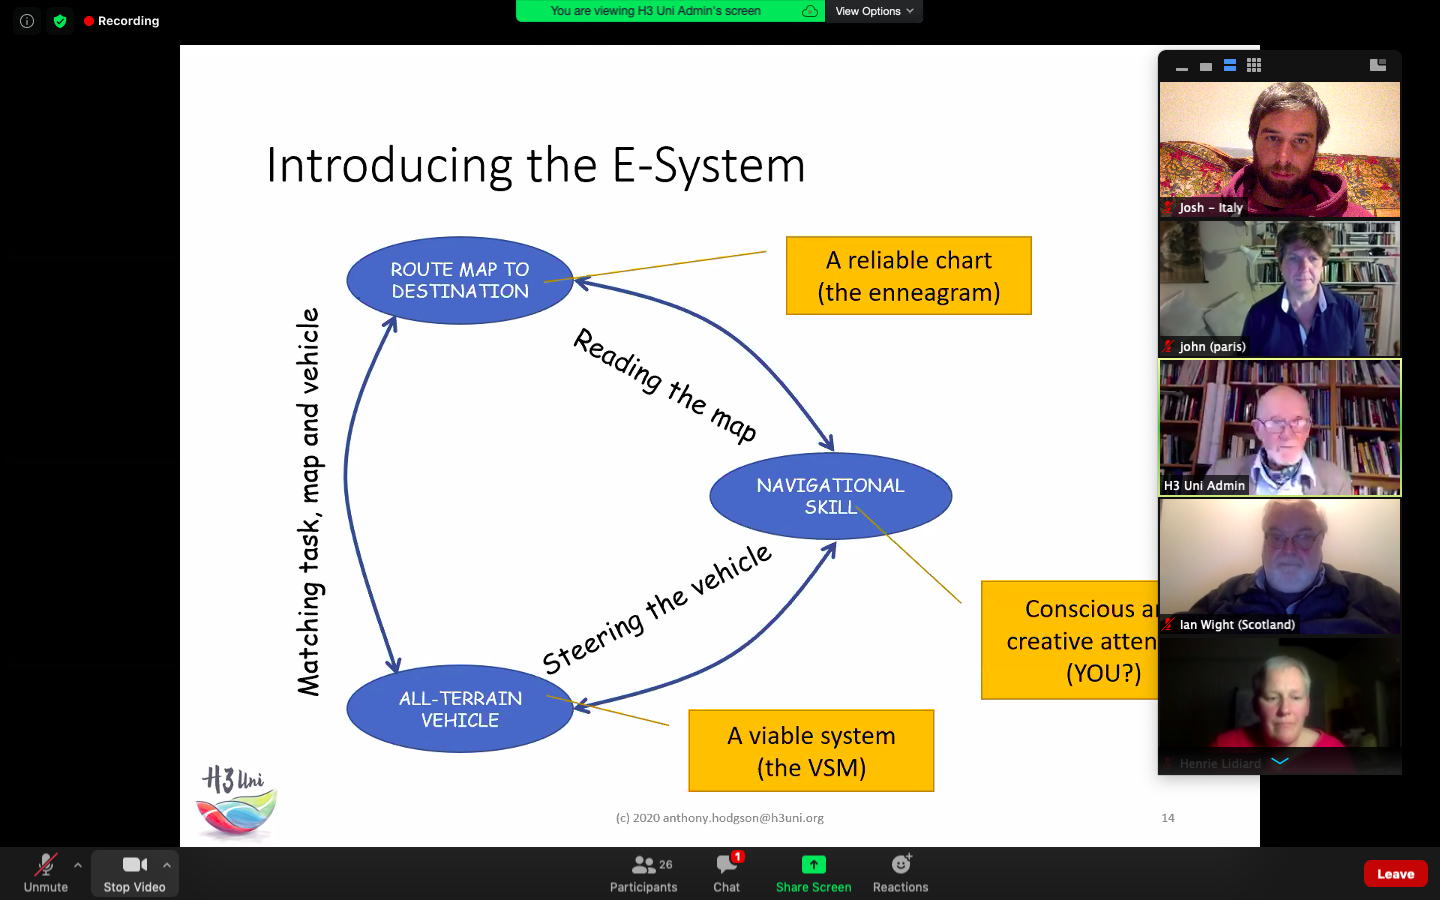 Recording
You are viewing H3 Uni Admin's screen
View Options
Introducing the E-System
ROUTE MAP TO
DESTINATION
A reliable chart
(the enneagram)
Reading the map
Matching task, map and vehicle
NAVIGATIONAL
SKILL
Steering the vehicle
Conscious a
creative atten
(YOU?)
ALL-TERRAIN
VEHICLE
A viable system
(the VSM)
H3 Uni
(c) 2020 anthony.hodgson@h3uni.org
14
Josh – Italy
john (paris)
H3 Uni Admin
Ian Wight (Scotland)
Henrie Lidiard
Unmute
Stop Video
Participants
26
Chat
1
Share Screen
Reactions
Leave